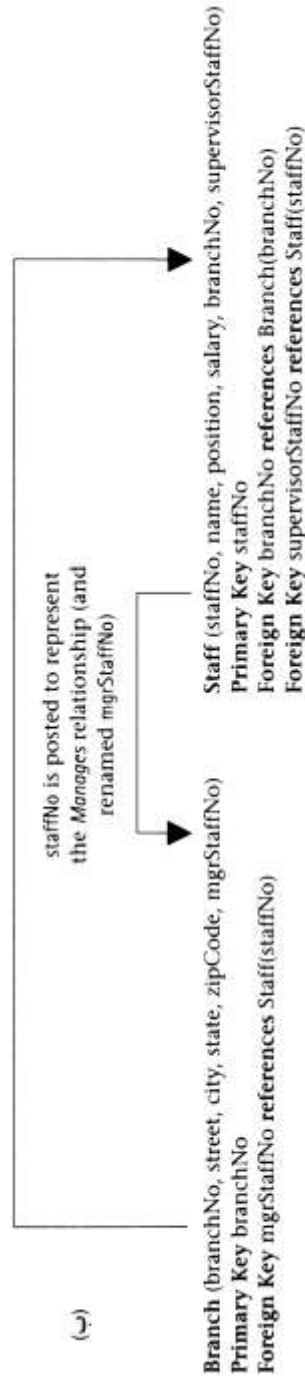 (ب)
staffNo is posted to represent
the Manages relationship (and
renamed mgrStaffNo)
Branch (branchNo, street, city, state, zipCode, mgrStaffNo)
Primary Key branchNo
Foreign Key mgrStaffNo references Staff(staffNo)
Staff (staffNo, name, position, salary, branchNo, supervisorStaffNo)
Primary Key staffNo
Foreign Key branchNo references Branch(branchNo)
Foreign Key supervisorStaffNo references Staff(staffNo)